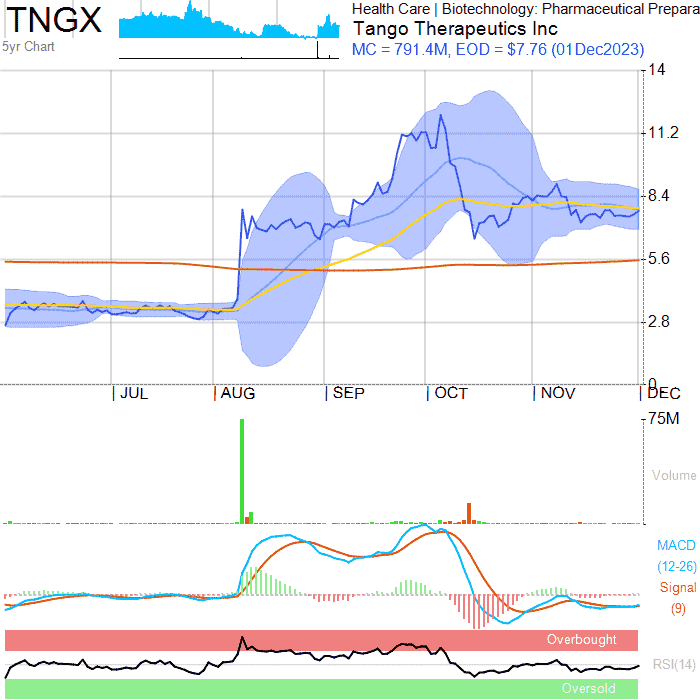 TNGX
5yr Chart
Health Care | Biotechnology: Pharmaceutical Prepara
Tango Therapeutics Inc
MC = 791.4M, EOD = $7.76 (01Dec2023)
14
11.2
8.4
5.6
2.8
0
JUL AUG SEP OCT NOV DEC
75M
Volume
MACD
(12-26)
Signal
(9)
Overbought
RSI(14)
Oversold